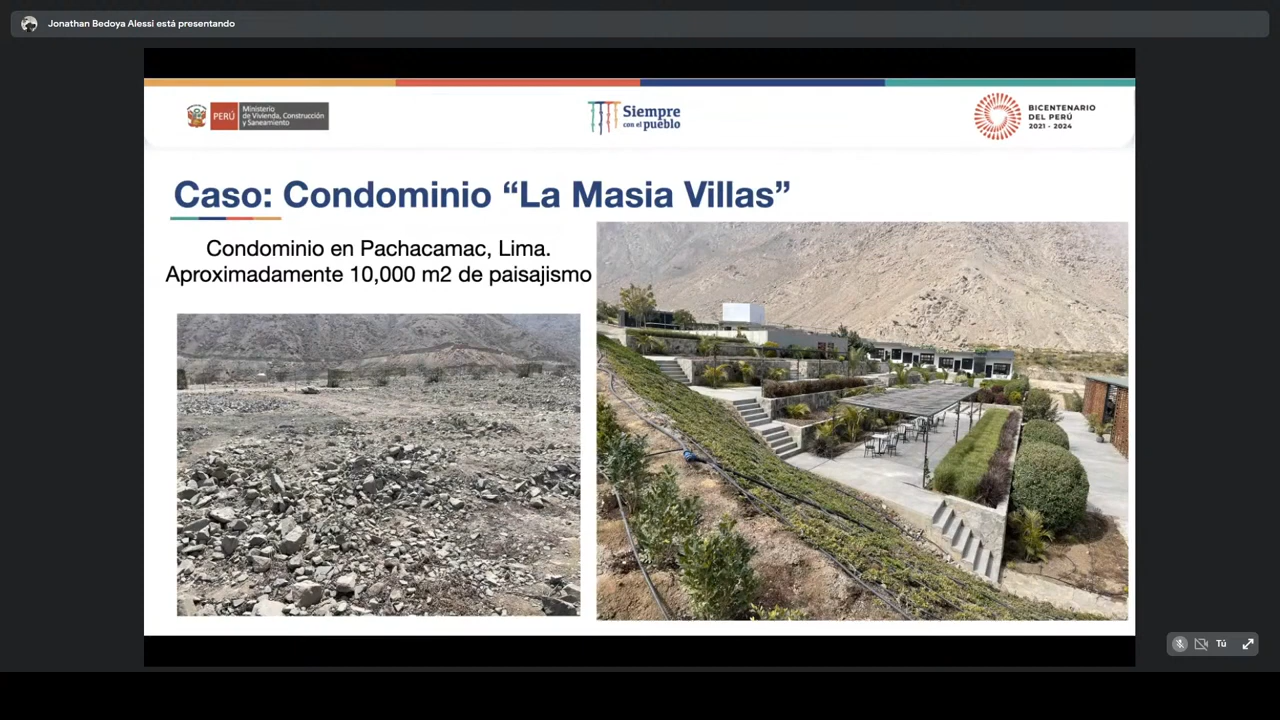 Jonathan Bedoya Alessi está presentando
PERÚ
Ministerio
de Vivienda, Construcción
y Saneamiento
Siempre
con el pueblo
BICENTENARIO
DEL PERÚ
2021 - 2024
Caso: Condominio “La Masia Villas”
Condominio en Pachacamac, Lima.
Aproximadamente 10,000 m2 de paisajismo
Tú